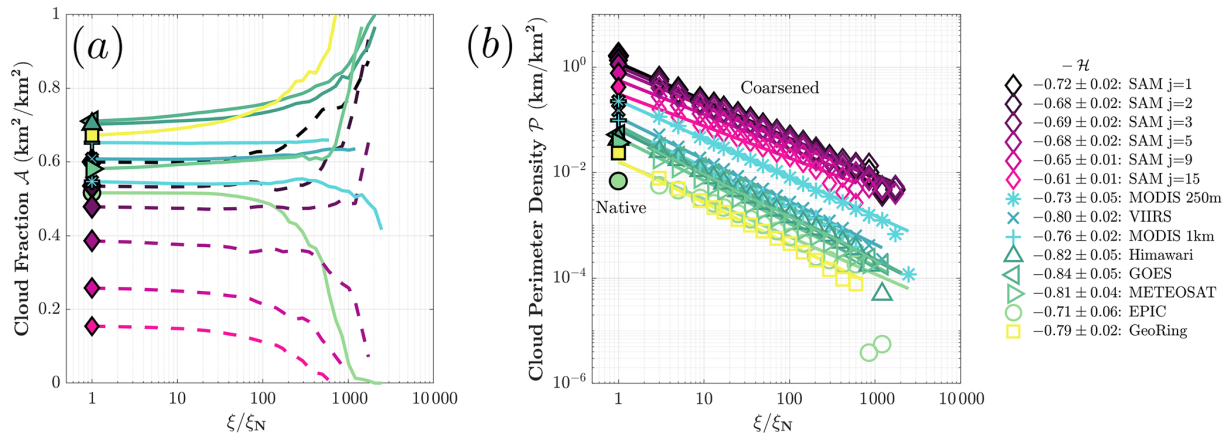 (a)
Cloud Fraction 𝒜 (km²/km²)
1
0.8
0.6
0.4
0.2
0
1
10
100
1000
10 000
ξ/ξ_N
(b)
Cloud Perimeter Density 𝒫 (km/km²)
10⁰
10⁻²
10⁻⁴
10⁻⁶
Coarsened
Native
1
10
100
1000
10 000
ξ/ξ_N
−ℋ
−0.72 ± 0.02: SAM j=1
−0.68 ± 0.02: SAM j=2
−0.69 ± 0.02: SAM j=3
−0.68 ± 0.02: SAM j=5
−0.65 ± 0.01: SAM j=9
−0.61 ± 0.01: SAM j=15
−0.73 ± 0.05: MODIS 250m
−0.80 ± 0.02: VIIRS
−0.76 ± 0.02: MODIS 1km
−0.82 ± 0.05: Himawari
−0.84 ± 0.05: GOES
−0.81 ± 0.04: METEOSAT
−0.71 ± 0.06: EPIC
−0.79 ± 0.02: GeoRing